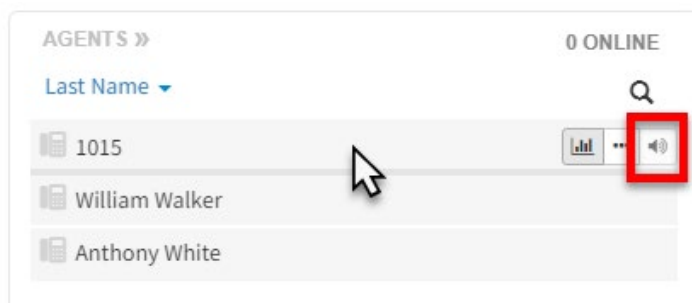 AGENTS »
0 ONLINE
Last Name
1015
William Walker
Anthony White